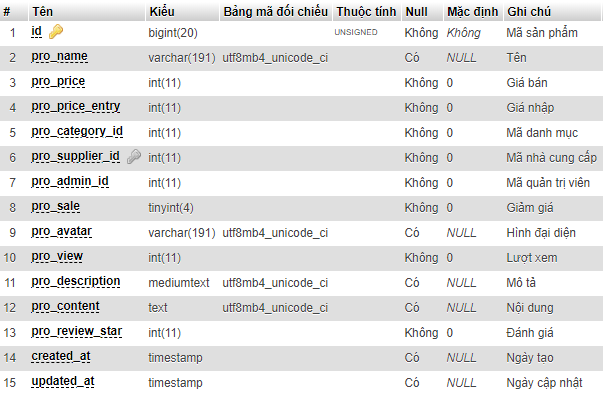 # Tên Kiểu Bảng mã đối chiếu Thuộc tính Null Mặc định Ghi chú
1 id bigint(20) UNSIGNED Không Không Mã sản phẩm
2 pro_name varchar(191) utf8mb4_unicode_ci Có NULL Tên
3 pro_price int(11) Không 0 Giá bán
4 pro_price_entry int(11) Không 0 Giá nhập
5 pro_category_id int(11) Không 0 Mã danh mục
6 pro_supplier_id int(11) Không 0 Mã nhà cung cấp
7 pro_admin_id int(11) Không 0 Mã quản trị viên
8 pro_sale tinyint(4) Không 0 Giảm giá
9 pro_avatar varchar(191) utf8mb4_unicode_ci Có NULL Hình đại diện
10 pro_view int(11) Không 0 Lượt xem
11 pro_description mediumtext utf8mb4_unicode_ci Có NULL Mô tả
12 pro_content text utf8mb4_unicode_ci Có NULL Nội dung
13 pro_review_star int(11) Không 0 Đánh giá
14 created_at timestamp Có NULL Ngày tạo
15 updated_at timestamp Có NULL Ngày cập nhật